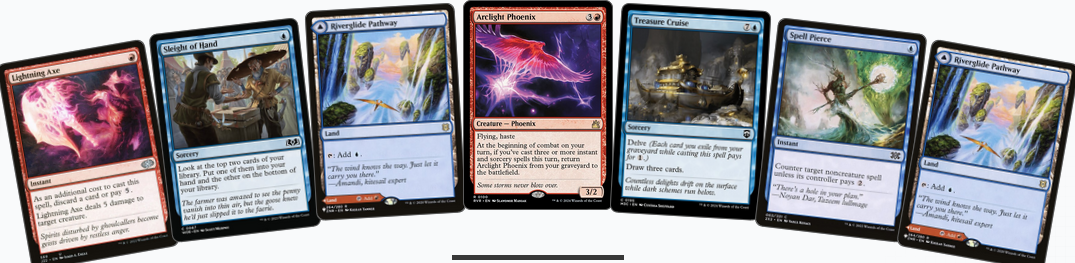 Lightning Axe
Instant
As an additional cost to cast this
spell, discard a card or pay 5.
Lightning Axe deals 5 damage to
target creature.
Spirits disturbed by ghoulcallers become
geists driven by restless anger.
Sleight of Hand
Sorcery
Look at the top two cards of your
library. Put one of them into your
hand and the other on the bottom of
your library.
The farmer was amazed to see the penny
vanish into this air, but the goose knew
he'd just slipped it to the faerie.
Riverglide Pathway
Land
: Add .
"The wind knows the way. Just let it
carry you there."
—Amandi, kitesail expert
Land
Arclight Phoenix 3
Creature — Phoenix
Flying, haste
At the beginning of combat on your
turn, if you've cast three or more instant
and sorcery spells this turn, return
Arclight Phoenix from your graveyard to
the battlefield.
Some storms never blow over.
3/2
Treasure Cruise 7
Sorcery
Delve (Each card you exile from your
graveyard while casting this spell pays
for 1.)
Draw three cards.
Countless delights drift on the surface
while dark schemes run below.
Spell Pierce
Instant
Counter target noncreature spell
unless its controller pays 2.
"There's a hole in your plan."
—Noyan Dar, Tazeem lullmage
Riverglide Pathway
Land
: Add .
"The wind knows the way. Just let it
carry you there."
—Amandi, kitesail expert
Land